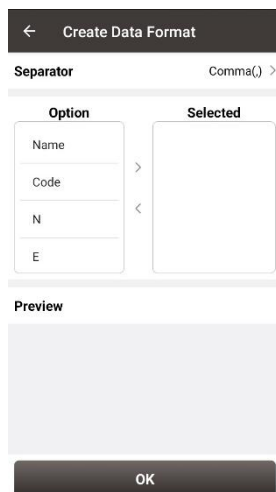 ← Create Data Format
Separator Comma(,) >
Option Selected
Name
>
Code
<
N
E
Preview
OK